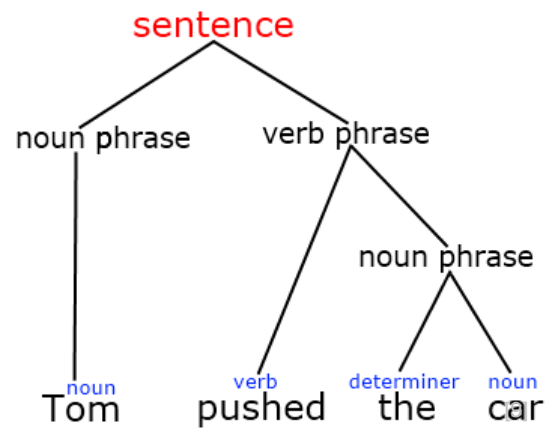 sentence
noun phrase verb phrase
noun phrase
noun verb determiner noun
Tom pushed the car